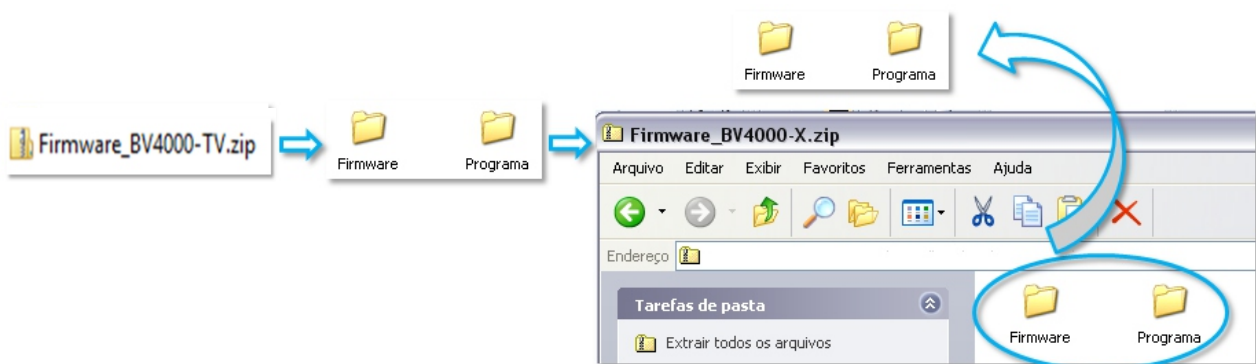 Firmware Programa
Firmware_BV4000-TV.zip
Firmware Programa
Firmware_BV4000-X.zip
Arquivo Editar Exibir Favoritos Ferramentas Ajuda
Endereço
Tarefas de pasta
Extrair todos os arquivos
Firmware Programa